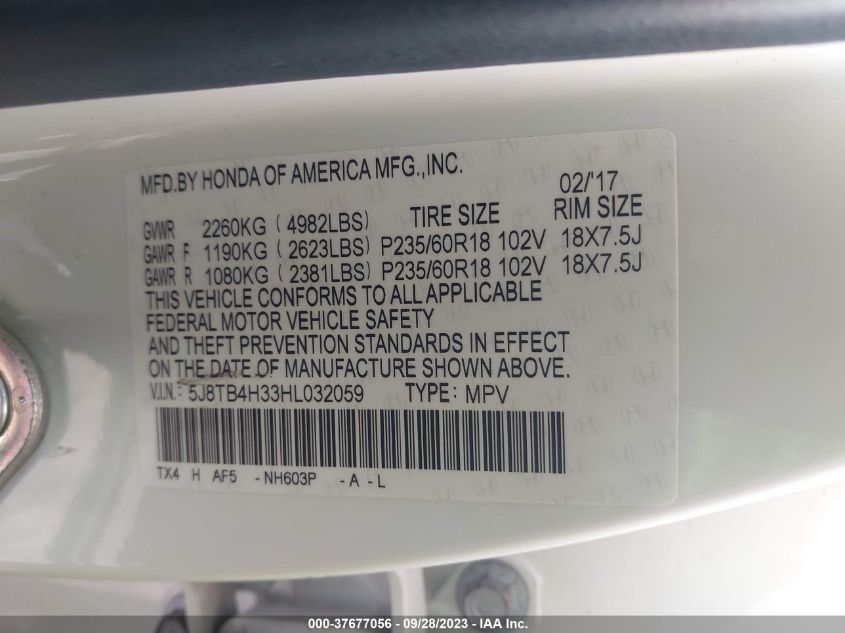 MFD.BY HONDA OF AMERICA MFG.,INC.
02/'17
GVWR 2260KG ( 4982LBS) TIRE SIZE RIM SIZE
GAWR F 1190KG ( 2623LBS) P235/60R18 102V 18X7.5J
GAWR R 1080KG ( 2381LBS) P235/60R18 102V 18X7.5J
THIS VEHICLE CONFORMS TO ALL APPLICABLE
FEDERAL MOTOR VEHICLE SAFETY
AND THEFT PREVENTION STANDARDS IN EFFECT
ON THE DATE OF MANUFACTURE SHOWN ABOVE.
V.I.N.: 5J8TB4H33HL032059 TYPE: MPV
TX4 H AF5 -NH603P -A -L
000-37677056 - 09/28/2023 - IAA Inc.